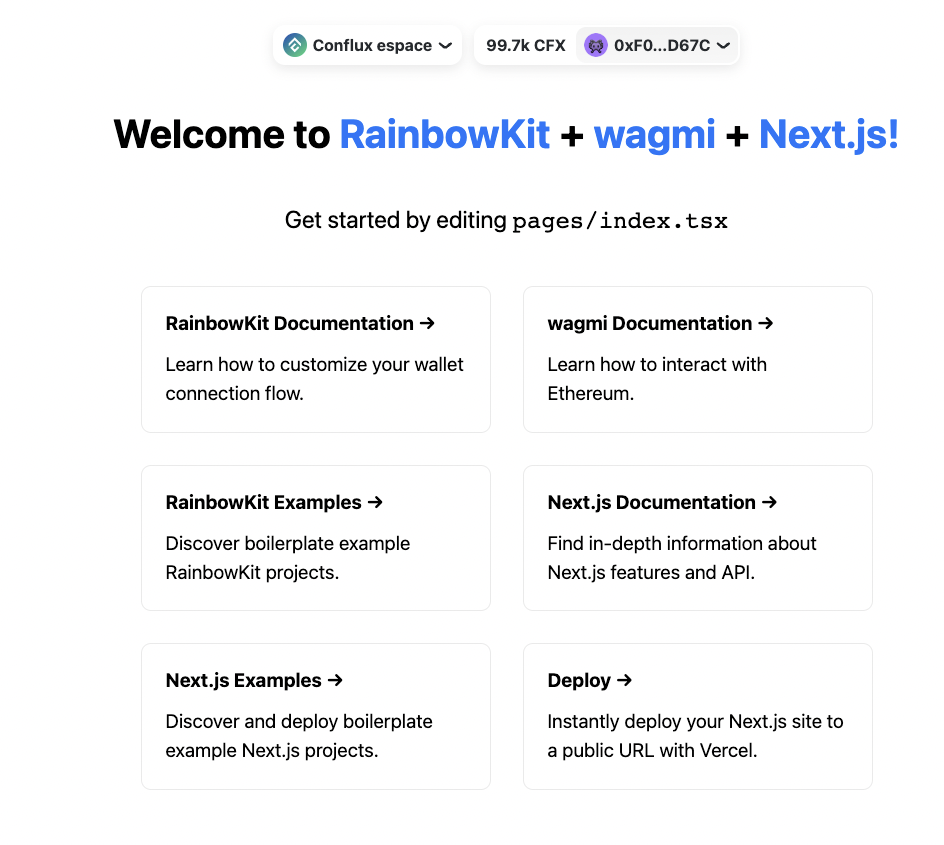 Conflux espace
99.7k CFX
0xF0...D67C
Welcome to RainbowKit + wagmi + Next.js!
Get started by editing pages/index.tsx
RainbowKit Documentation →
Learn how to customize your wallet
connection flow.
wagmi Documentation →
Learn how to interact with
Ethereum.
RainbowKit Examples →
Discover boilerplate example
RainbowKit projects.
Next.js Documentation →
Find in-depth information about
Next.js features and API.
Next.js Examples →
Discover and deploy boilerplate
example Next.js projects.
Deploy →
Instantly deploy your Next.js site to
a public URL with Vercel.